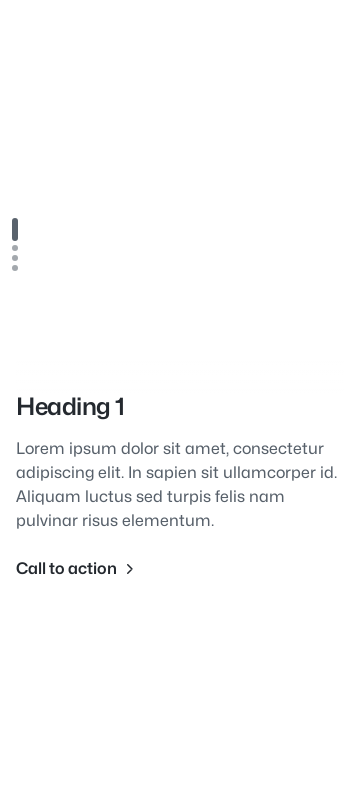 Heading 1
Lorem ipsum dolor sit amet, consectetur
adipiscing elit. In sapien sit ullamcorper id.
Aliquam luctus sed turpis felis nam
pulvinar risus elementum.
Call to action